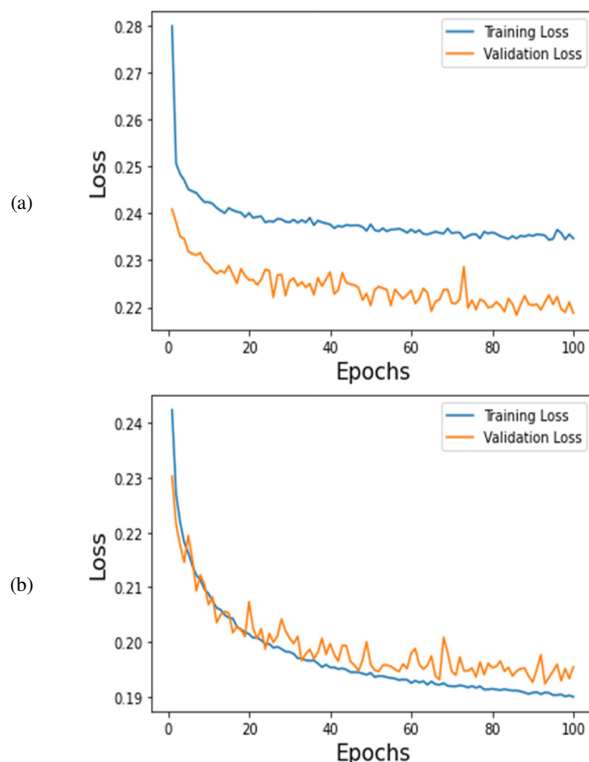 (a)
Loss
0.28
0.27
0.26
0.25
0.24
0.23
0.22
Training Loss
Validation Loss
0 20 40 60 80 100
Epochs
(b)
Loss
0.24
0.23
0.22
0.21
0.20
0.19
Training Loss
Validation Loss
0 20 40 60 80 100
Epochs